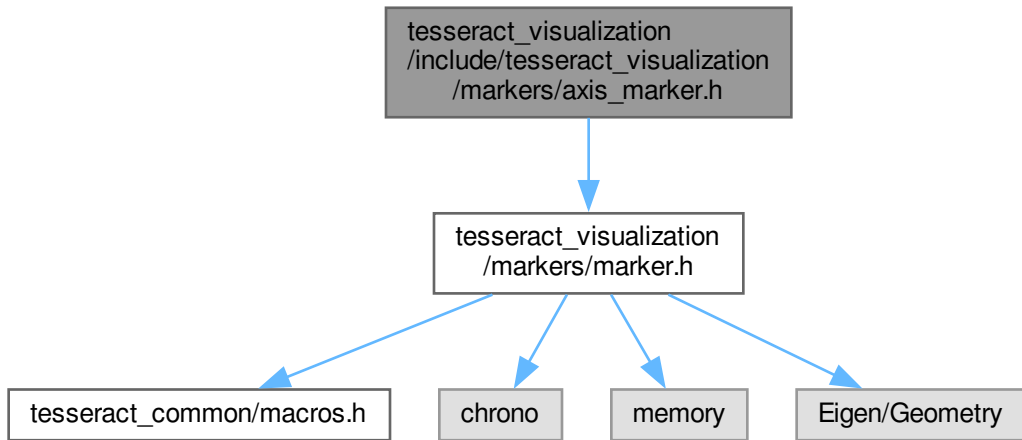 tesseract_visualization
/include/tesseract_visualization
/markers/axis_marker.h
tesseract_visualization
/markers/marker.h
tesseract_common/macros.h
chrono
memory
Eigen/Geometry